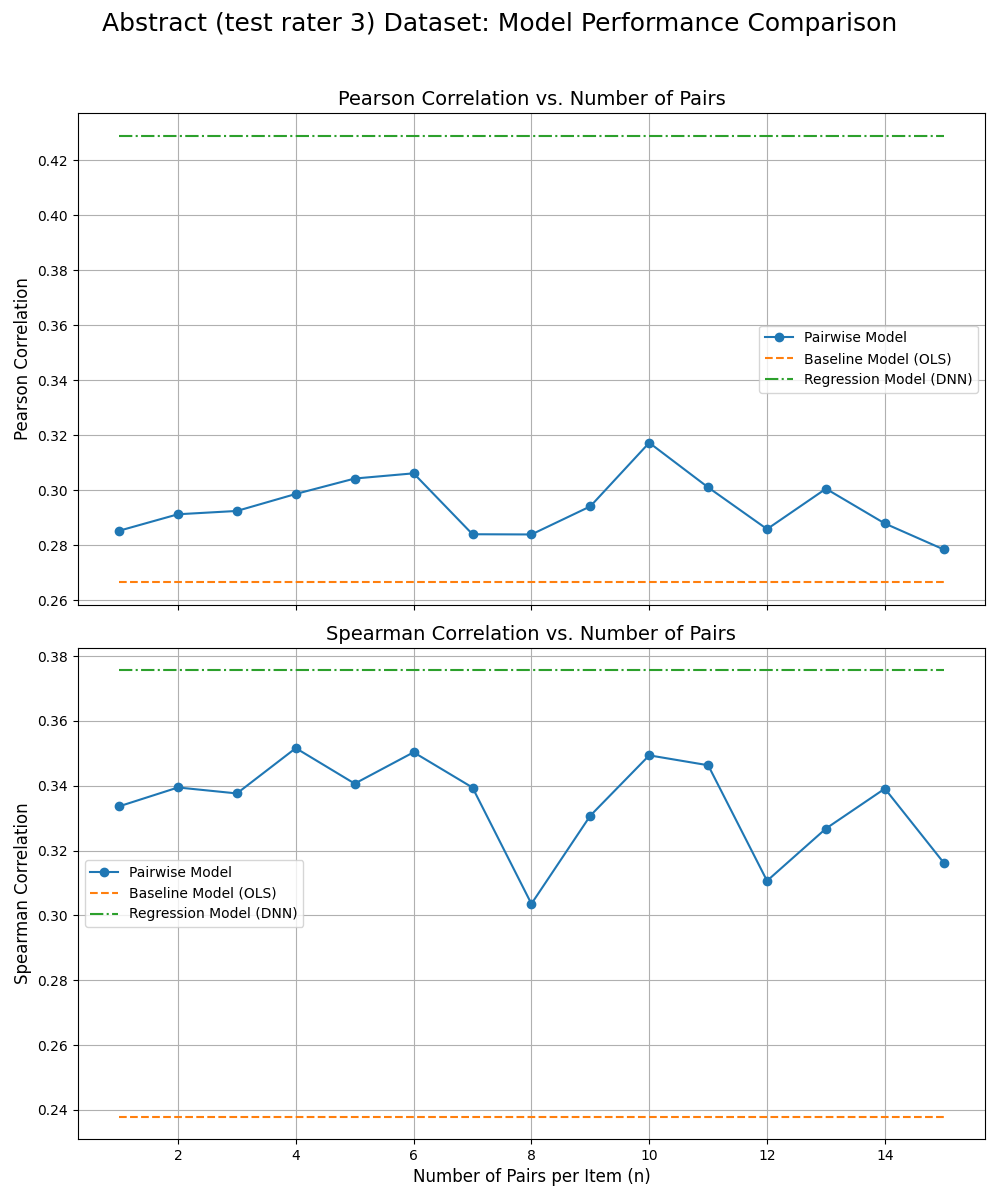 Abstract (test rater 3) Dataset: Model Performance Comparison
Pearson Correlation vs. Number of Pairs
Pearson Correlation
0.42
0.40
0.38
0.36
0.34
0.32
0.30
0.28
0.26
Pairwise Model
Baseline Model (OLS)
Regression Model (DNN)
Spearman Correlation vs. Number of Pairs
Spearman Correlation
0.38
0.36
0.34
0.32
0.30
0.28
0.26
0.24
Pairwise Model
Baseline Model (OLS)
Regression Model (DNN)
2 4 6 8 10 12 14
Number of Pairs per Item (n)